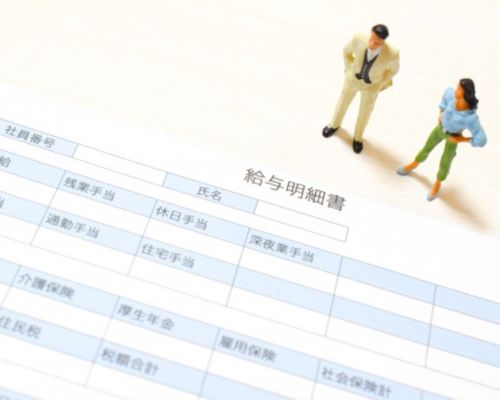 給与明細書
社員番号 氏名
給 残業手当 休日手当 深夜業手当
当 通勤手当 住宅手当
介護保険 厚生年金 雇用保険 社会保険計
住民税 税額合計